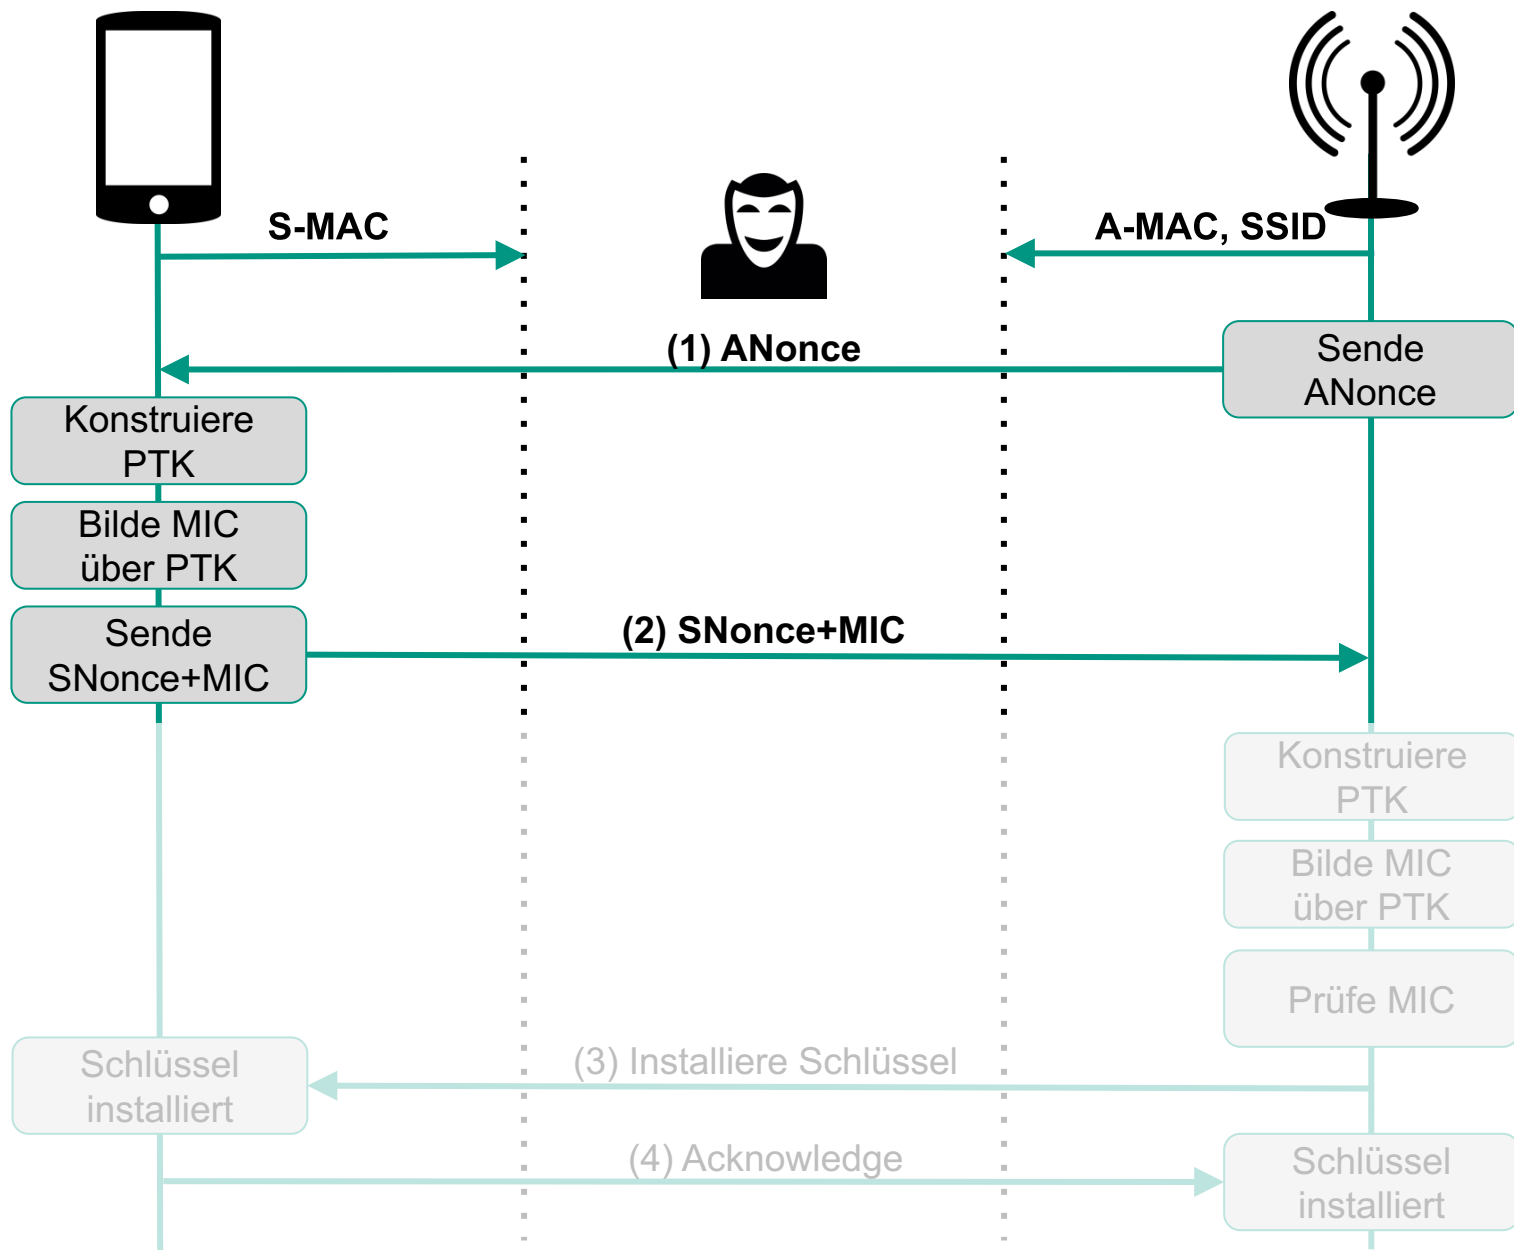 S-MAC
A-MAC, SSID
(1) ANonce
Sende
ANonce
Konstruiere
PTK
Bilde MIC
über PTK
Sende
SNonce+MIC
(2) SNonce+MIC
Konstruiere
PTK
Bilde MIC
über PTK
Prüfe MIC
(3) Installiere Schlüssel
Schlüssel
installiert
(4) Acknowledge
Schlüssel
installiert